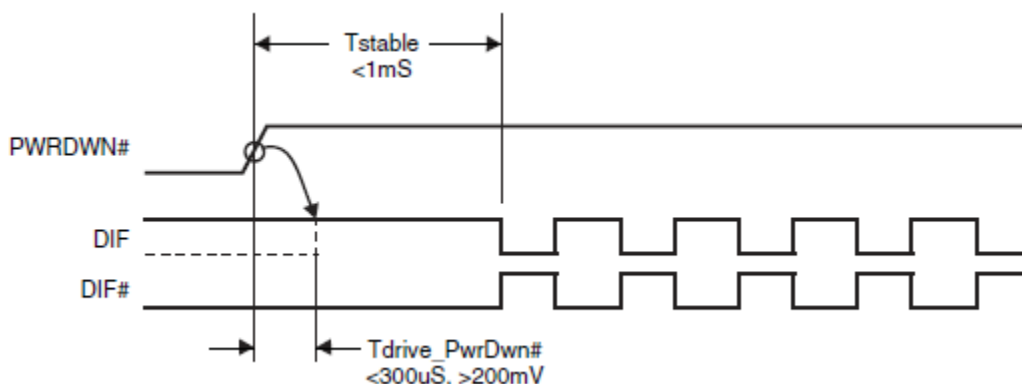 Tstable
<1mS
PWRDWN#
DIF
DIF#
Tdrive_PwrDwn#
<300uS, >200mV